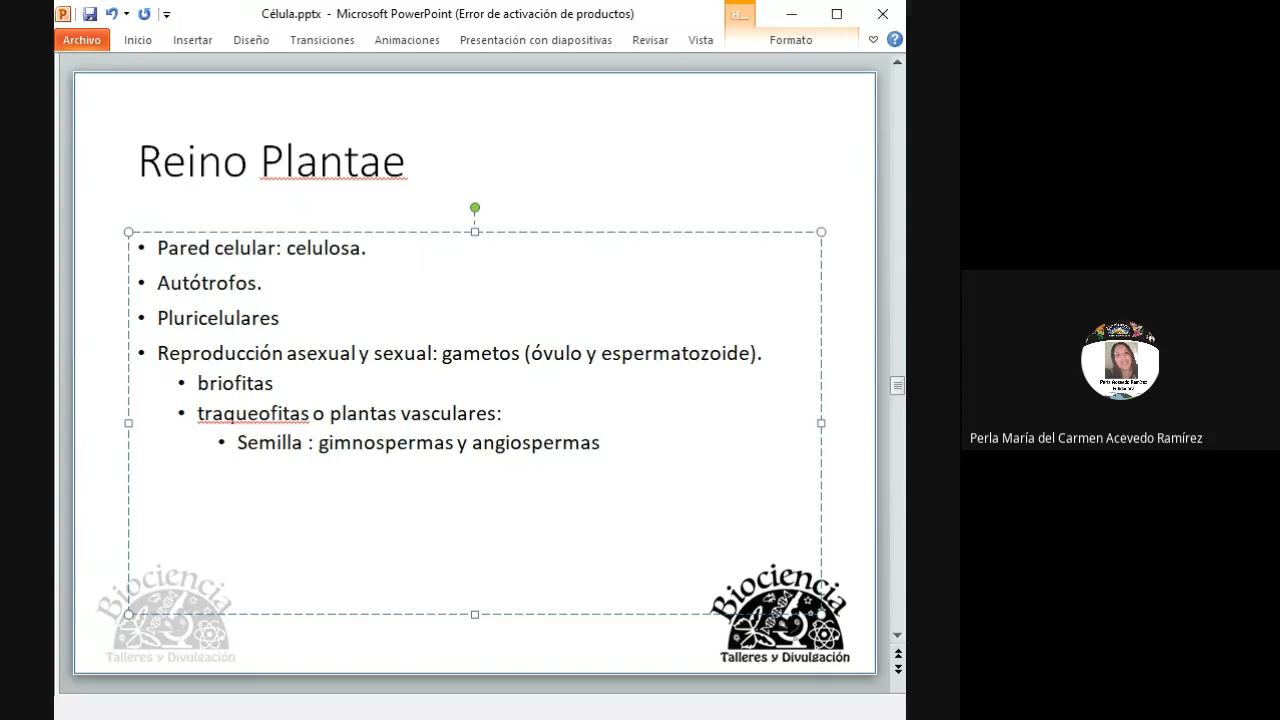 Célula.pptx - Microsoft PowerPoint (Error de activación de productos)
H...
Archivo Inicio Insertar Diseño Transiciones Animaciones Presentación con diapositivas Revisar Vista Formato
Reino Plantae
• Pared celular: celulosa.
• Autótrofos.
• Pluricelulares
• Reproducción asexual y sexual: gametos (óvulo y espermatozoide).
• briofitas
• traqueofitas o plantas vasculares:
• Semilla : gimnospermas y angiospermas
Biociencia
Talleres y Divulgación
Biociencia
Talleres y Divulgación
Perla María del Carmen Acevedo Ramírez